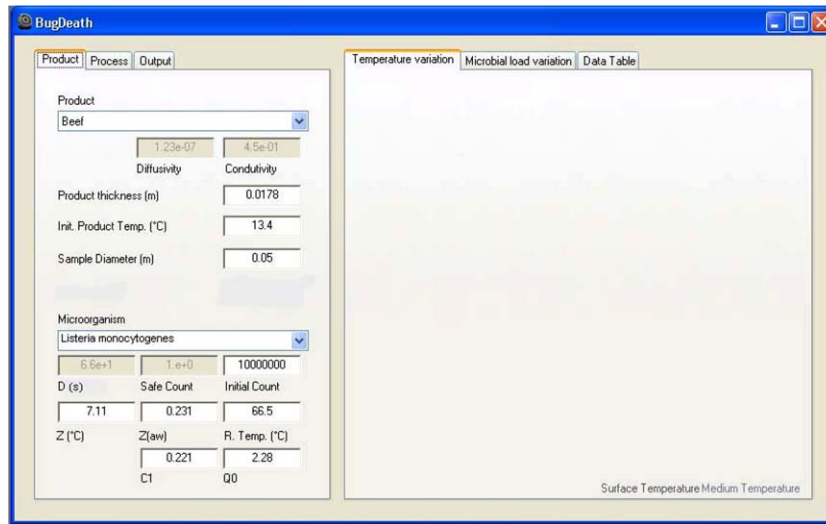 BugDeath
Product Process Output
Product
Beef
1.23e-07 4.5e-01
Diffusivity Condutivity
Product thickness (m) 0.0178
Init. Product Temp. (°C) 13.4
Sample Diameter (m) 0.05
Microorganism
Listeria monocytogenes
6.6e+1 1.e+0 10000000
D (s) Safe Count Initial Count
7.11 0.231 66.5
Z (°C) Z(aw) R. Temp. (°C)
0.221 2.28
C1 Q0
Temperature variation Microbial load variation Data Table
Surface Temperature Medium Temperature